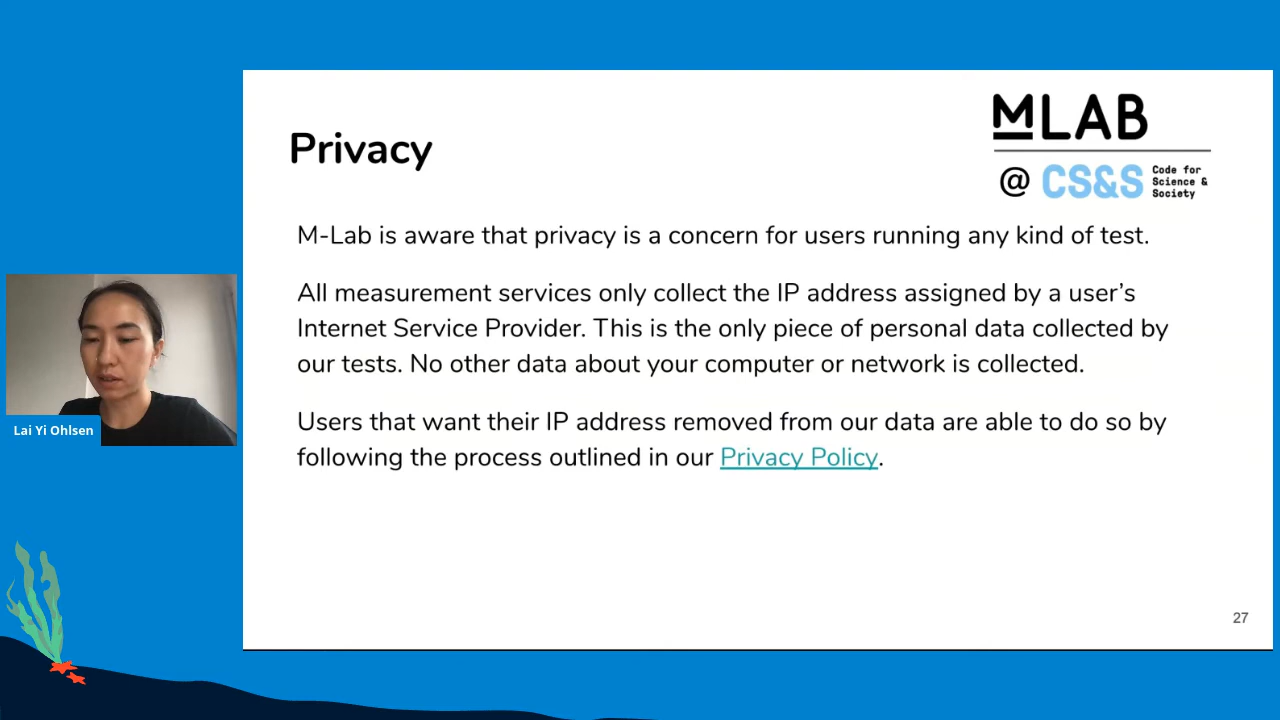 Privacy
MLAB
@ CS&S Code for
Science &
Society
M-Lab is aware that privacy is a concern for users running any kind of test.
All measurement services only collect the IP address assigned by a user’s
Internet Service Provider. This is the only piece of personal data collected by
our tests. No other data about your computer or network is collected.
Users that want their IP address removed from our data are able to do so by
following the process outlined in our Privacy Policy.
Lai Yi Ohlsen
27